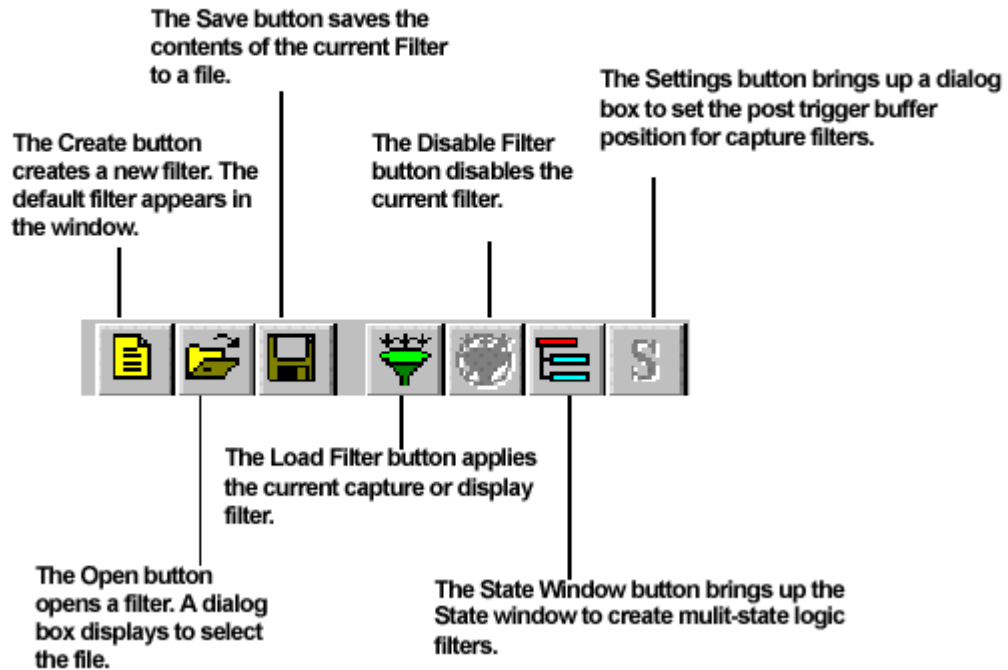 The Save button saves the
contents of the current Filter
to a file.
The Settings button brings up a dialog
box to set the post trigger buffer
position for capture filters.
The Create button
creates a new filter. The
default filter appears in
the window.
The Disable Filter
button disables the
current filter.
S
The Load Filter button applies
the current capture or display
filter.
The Open button
opens a filter. A dialog
box displays to select
the file.
The State Window button brings up the
State window to create mulit-state logic
filters.